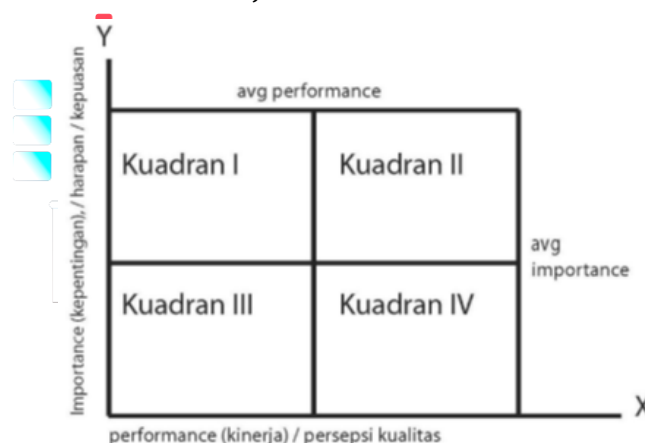 Y
avg performance
Importance (kepentingan), / harapan / kepuasan
Kuadran I
Kuadran II
avg
importance
Kuadran III
Kuadran IV
X
performance (kinerja) / persepsi kualitas